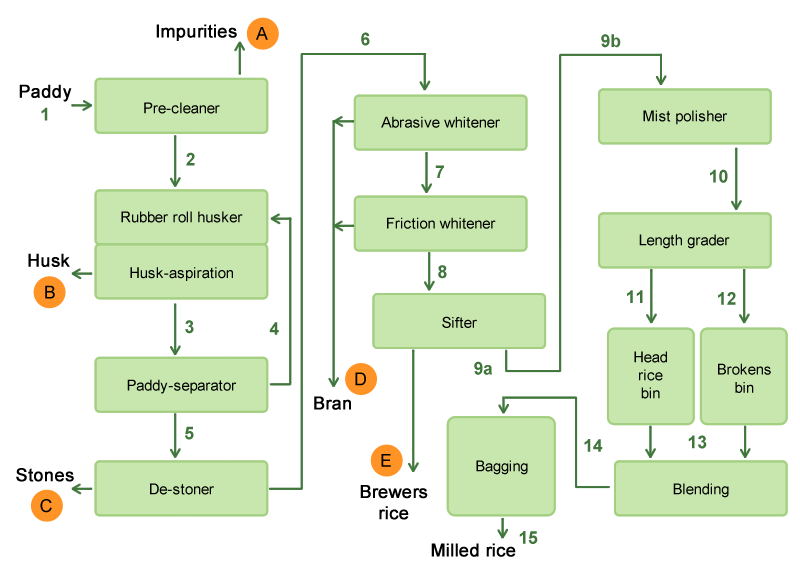 Impurities A
Paddy
1
Pre-cleaner
2
Rubber roll husker
Husk-aspiration
Husk
B
3
4
Paddy-separator
5
Stones
C
De-stoner
6
Abrasive whitener
7
Friction whitener
8
Sifter
9a
D
Bran
E
Brewers
rice
9b
Mist polisher
10
Length grader
11
12
Head
rice
bin
Brokens
bin
13
Blending
14
Bagging
15
Milled rice